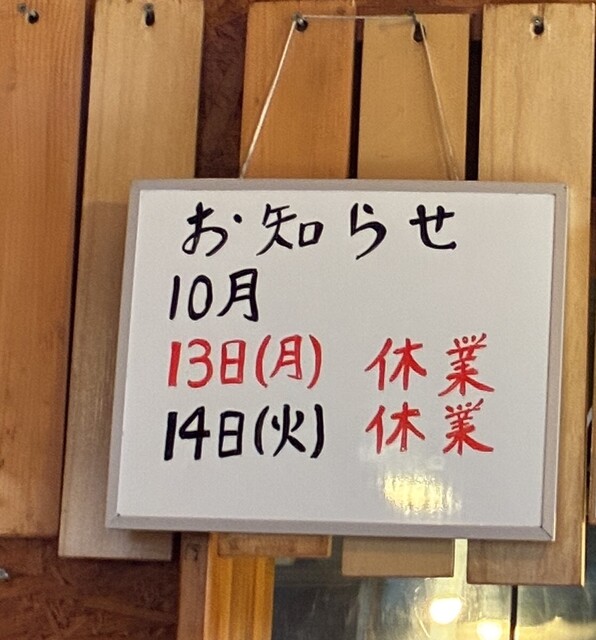 お知らせ
10月
13日(月) 休業
14日(火) 休業